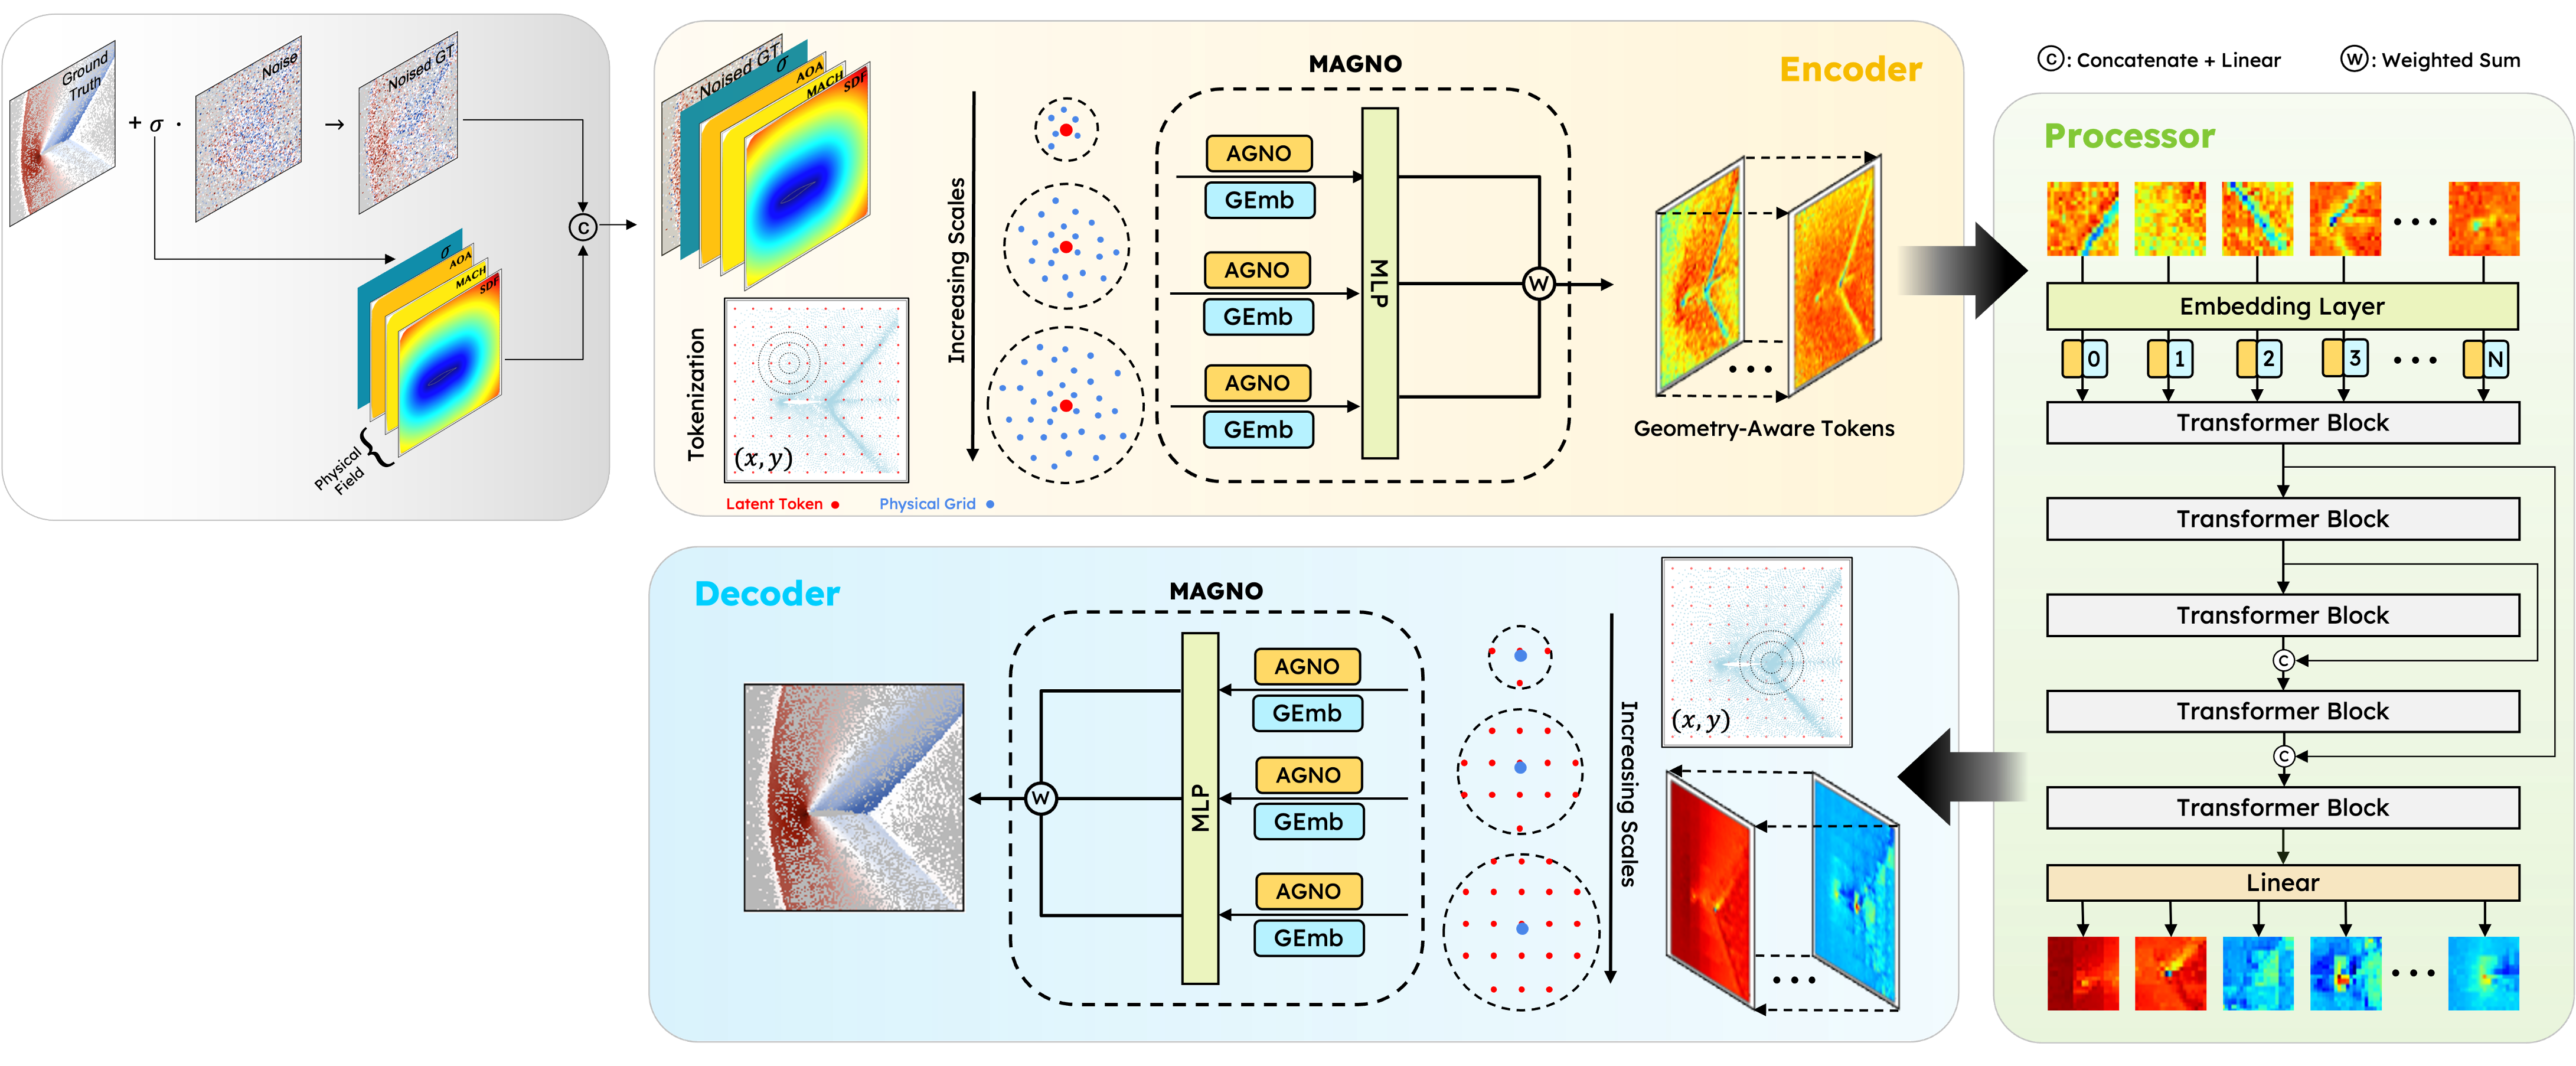 Ground
Truth
+ σ ·
Noise
→
Noised GT
C
σ
AOA
MACH
SDF
Physical
Field
Encoder
Noised GT
σ
AOA
MACH
SDF
Tokenization
(x, y)
Latent Token
Physical Grid
Increasing Scales
MAGNO
AGNO
GEmb
AGNO
GEmb
AGNO
GEmb
MLP
W
Geometry-Aware Tokens
C : Concatenate + Linear
W : Weighted Sum
Processor
Embedding Layer
0 1 2 3 N
Transformer Block
Transformer Block
Transformer Block
C
Transformer Block
C
Transformer Block
Linear
Decoder
MAGNO
W
MLP
AGNO
GEmb
AGNO
GEmb
AGNO
GEmb
Increasing Scales
(x, y)